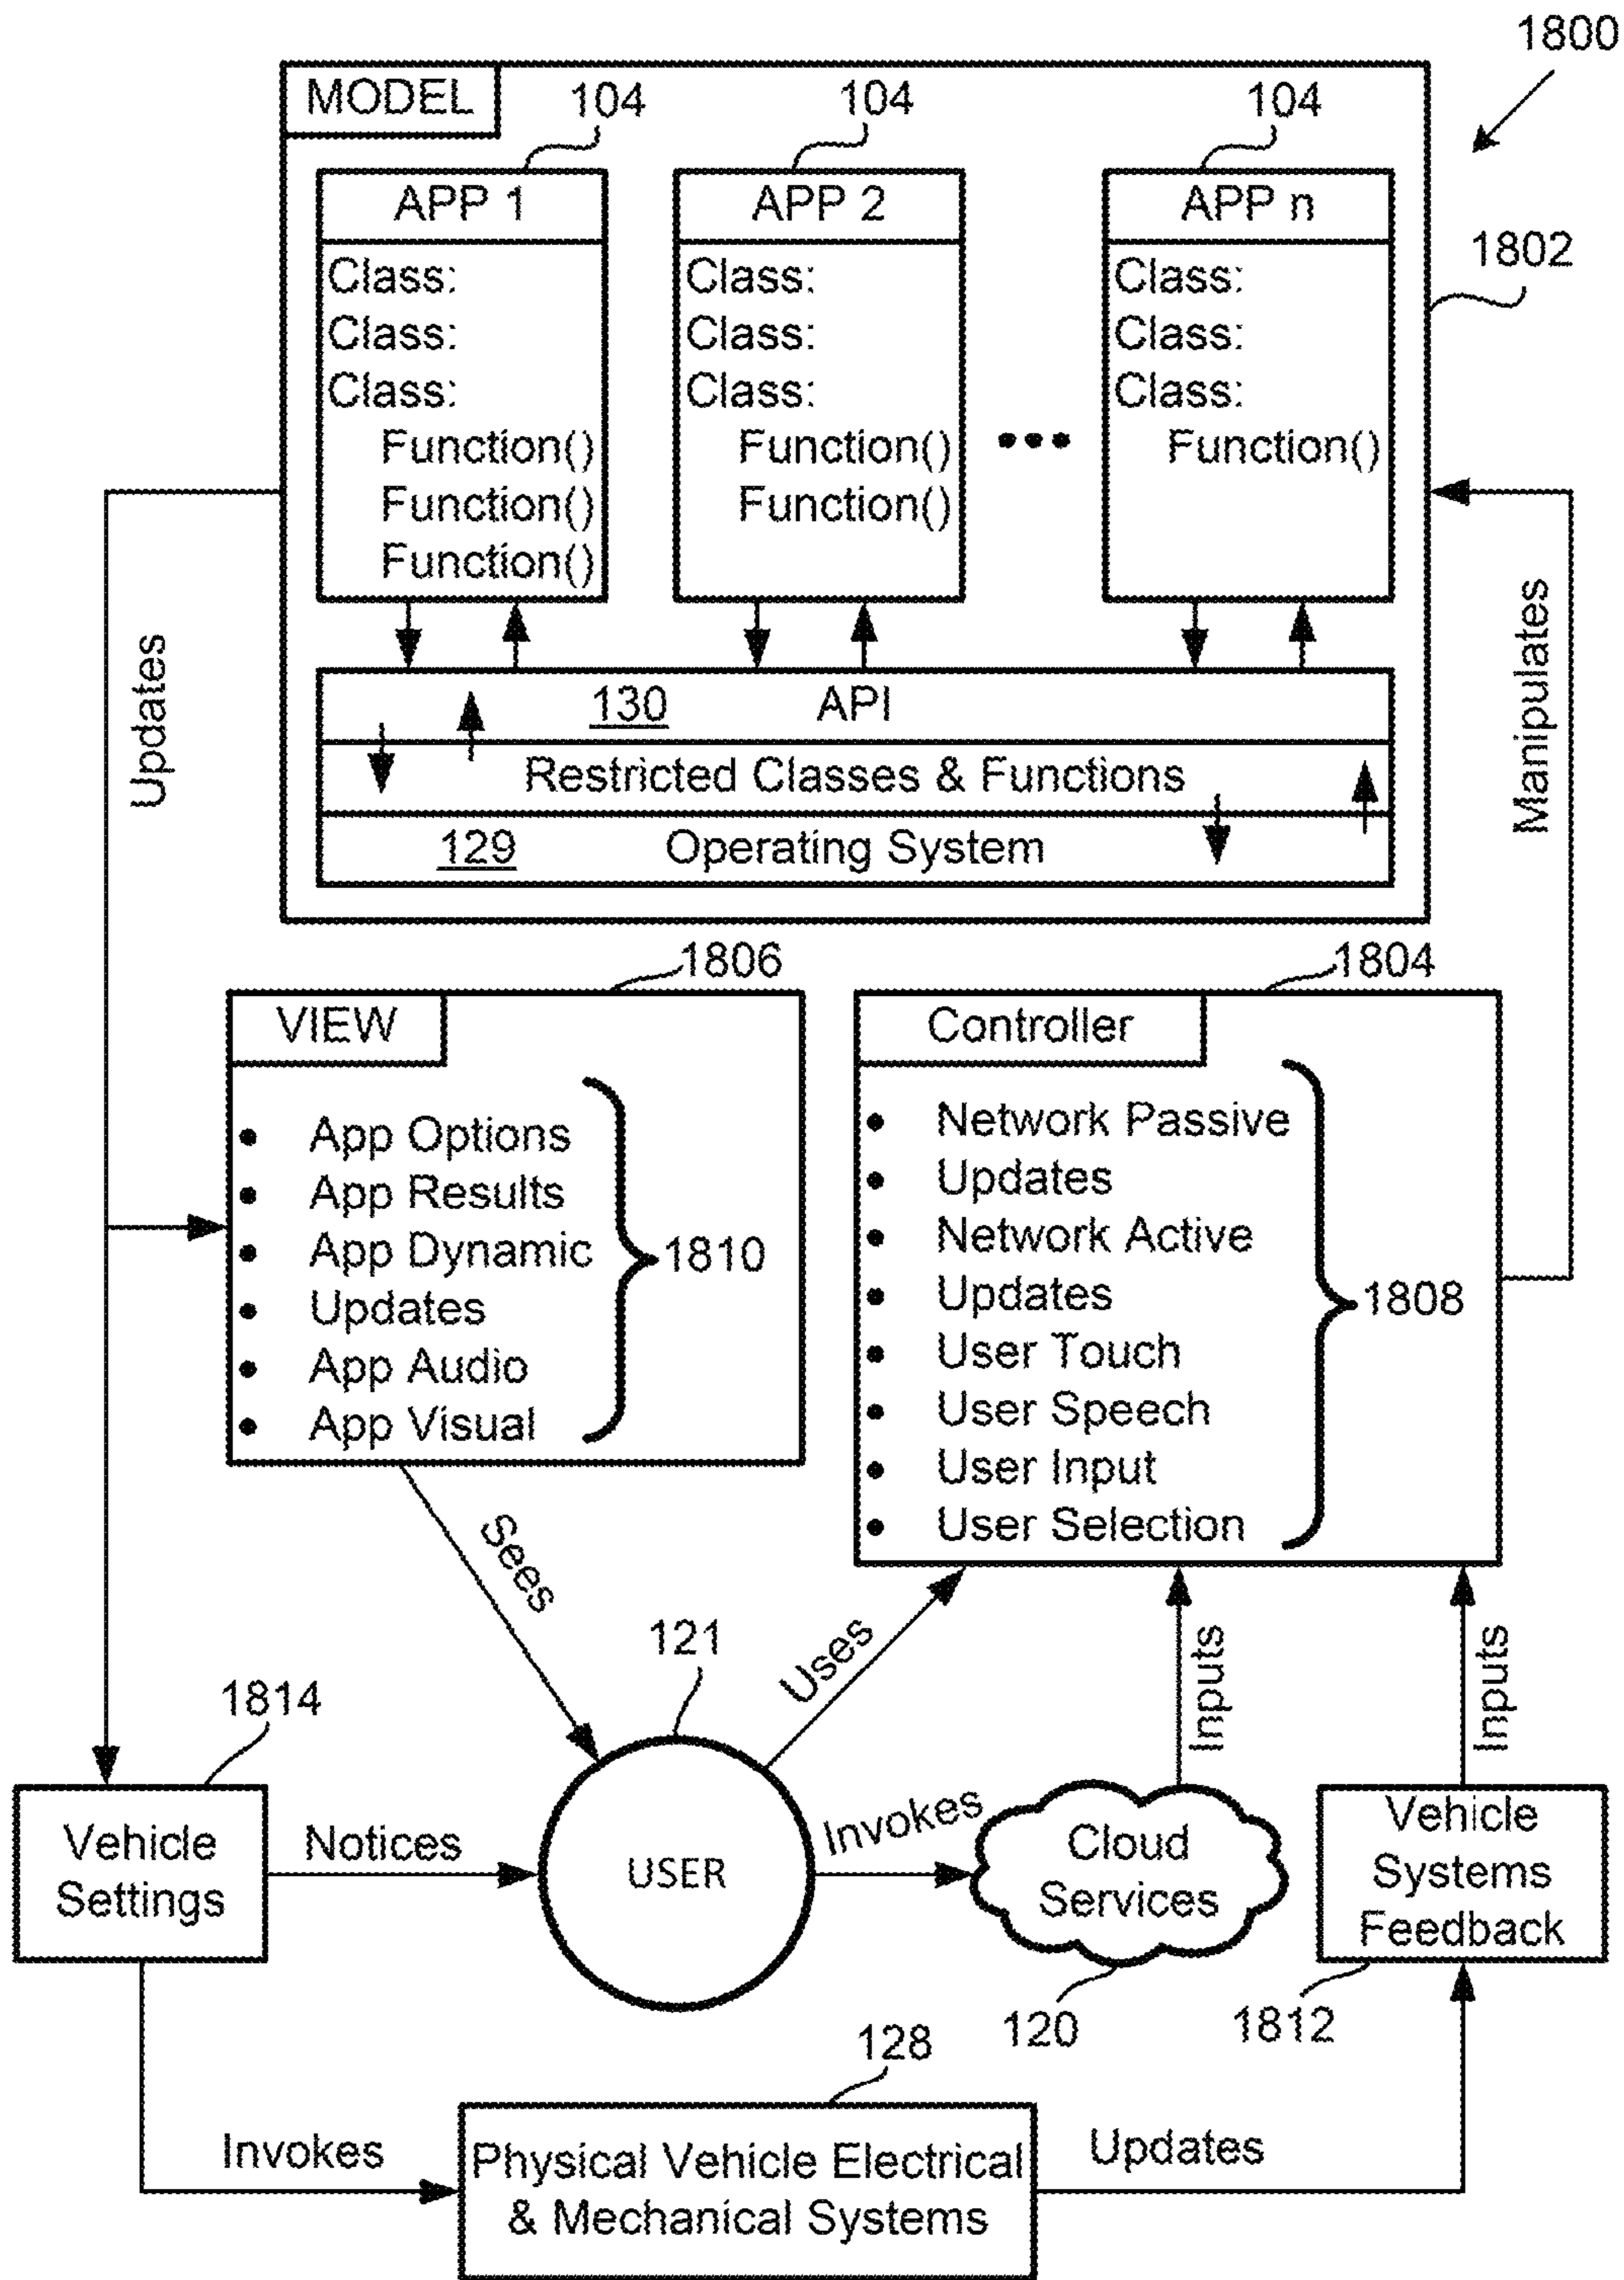 1800
MODEL
104
104
104
APP 1
APP 2
APP n
1802
Class:
Class:
Class:
Function()
Function()
Function()
Class:
Class:
Class:
Function()
Function()
•••
Class:
Class:
Class:
Function()
130 API
Restricted Classes & Functions
129 Operating System
Updates
Manipulates
1806
VIEW
• App Options
• App Results
• App Dynamic
• Updates
• App Audio
• App Visual
1810
1804
Controller
• Network Passive
• Updates
• Network Active
• Updates
• User Touch
• User Speech
• User Input
• User Selection
1808
Sees
Uses
Inputs
Inputs
121
1814
Vehicle
Settings
Notices
USER
Invokes
Cloud
Services
Vehicle
Systems
Feedback
120
1812
128
Invokes
Physical Vehicle Electrical
& Mechanical Systems
Updates